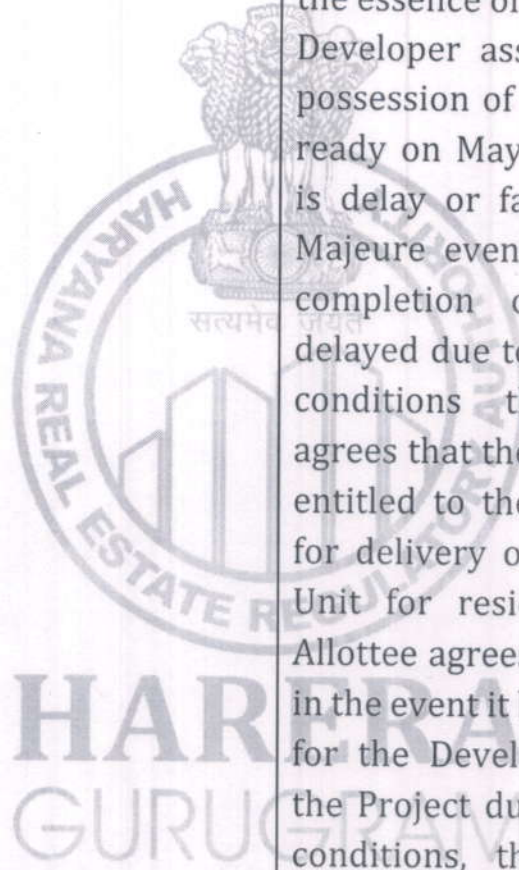 the essence of
Developer ass
possession of
ready on May
is delay or fa
Majeure even
completion c
delayed due to
conditions t
agrees that the
entitled to the
for delivery o
Unit for resi
Allottee agree
in the event it
for the Devel
the Project du
conditions, th
HARYANA REAL ESTATE REGULATORY AUTHORITY
सत्यमेव जयते
HARERA
GURUGRAM